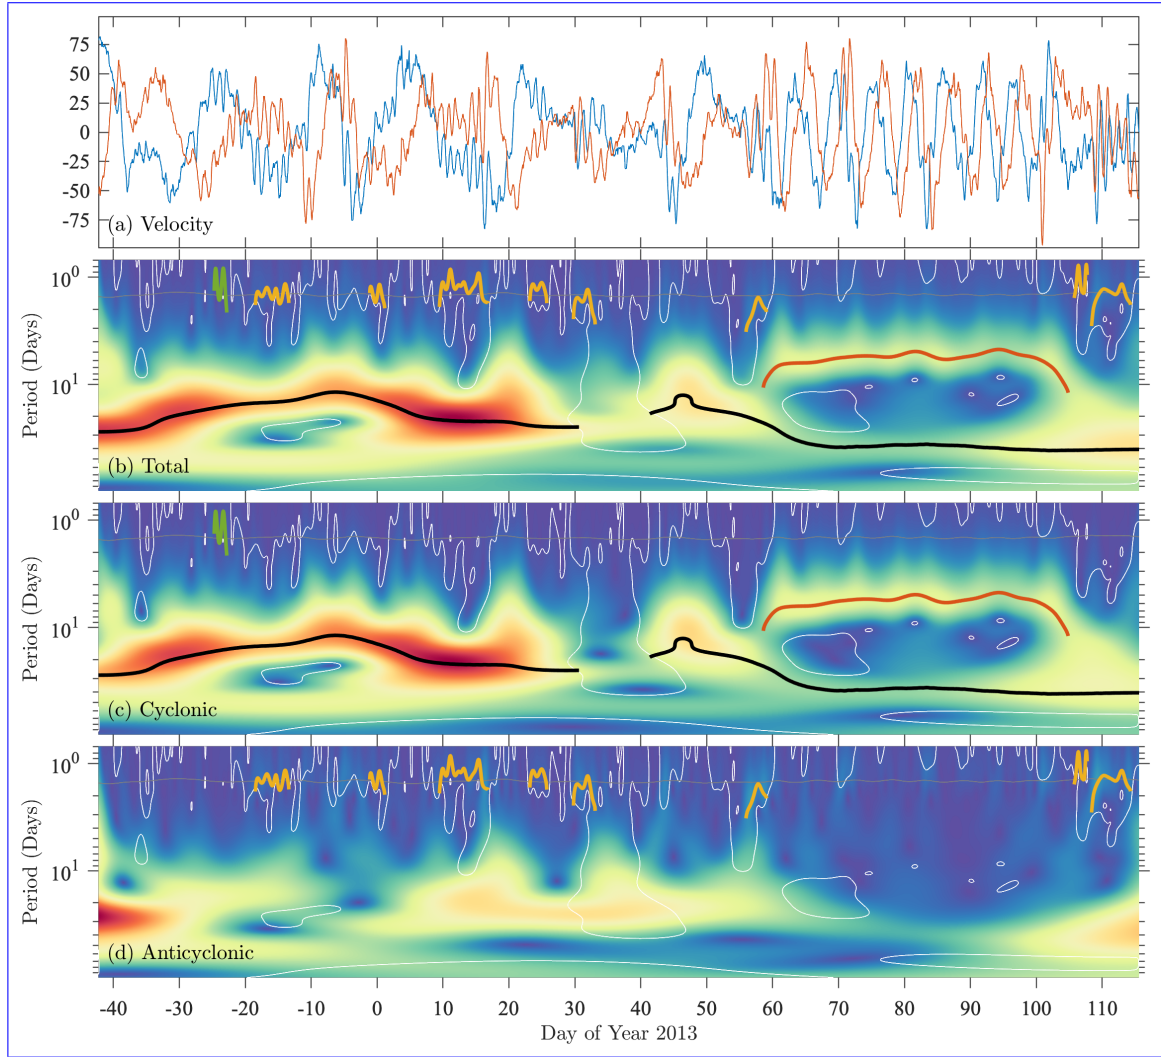 75
50
25
0
-25
-50
-75
(a) Velocity
10⁰
10¹
Period (Days)
(b) Total
10⁰
10¹
Period (Days)
(c) Cyclonic
10⁰
10¹
Period (Days)
(d) Anticyclonic
-40 -30 -20 -10 0 10 20 30 40 50 60 70 80 90 100 110
Day of Year 2013